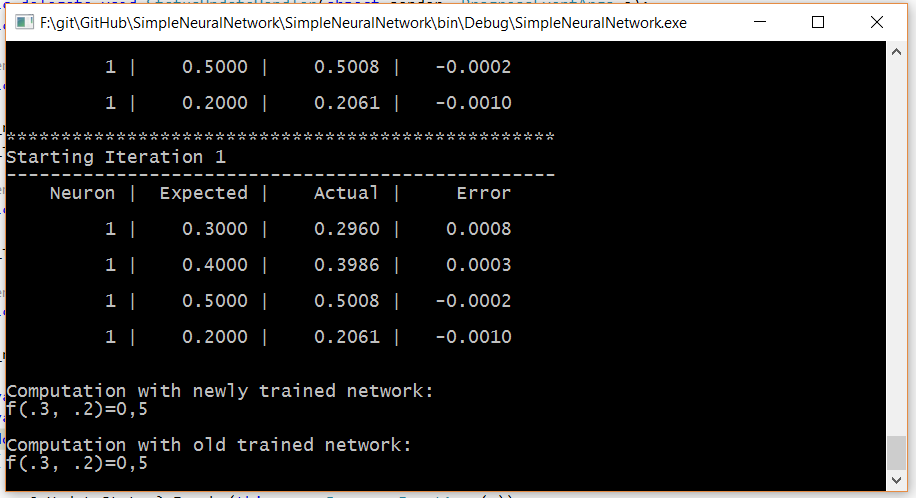 F:\git\GitHub\SimpleNeuralNetwork\SimpleNeuralNetwork\bin\Debug\SimpleNeuralNetwork.exe
1 | 0.5000 | 0.5008 | -0.0002
1 | 0.2000 | 0.2061 | -0.0010
**************************************************
Starting Iteration 1
--------------------------------------------------
Neuron | Expected | Actual | Error
1 | 0.3000 | 0.2960 | 0.0008
1 | 0.4000 | 0.3986 | 0.0003
1 | 0.5000 | 0.5008 | -0.0002
1 | 0.2000 | 0.2061 | -0.0010
Computation with newly trained network:
f(.3, .2)=0,5
Computation with old trained network:
f(.3, .2)=0,5